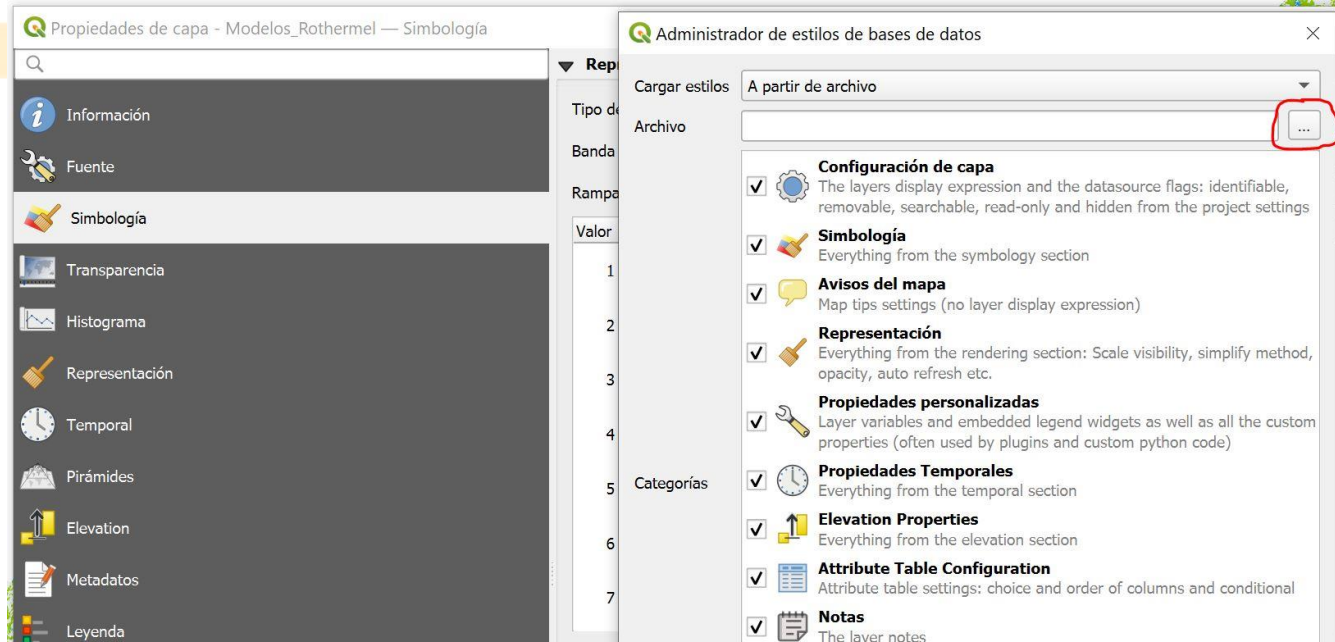 Propiedades de capa - Modelos_Rothermel — Simbología
Información
Fuente
Simbología
Transparencia
Histograma
Representación
Temporal
Pirámides
Elevation
Metadatos
Leyenda
Tipo de
Banda
Valor
1
2
3
4
5
6
7
Administrador de estilos de bases de datos
Cargar estilos
A partir de archivo
Archivo
...
Categorías
Configuración de capa
The layers display expression and the datasource flags: identifiable,
removable, searchable, read-only and hidden from the project settings
Simbología
Everything from the symbology section
Avisos del mapa
Map tips settings (no layer display expression)
Representación
Everything from the rendering section: Scale visibility, simplify method,
opacity, auto refresh etc.
Propiedades personalizadas
Layer variables and embedded legend widgets as well as all the custom
properties (often used by plugins and custom python code)
Propiedades Temporales
Everything from the temporal section
Elevation Properties
Everything from the elevation section
Attribute Table Configuration
Attribute table settings: choice and order of columns and conditional
Notas
The layer notes